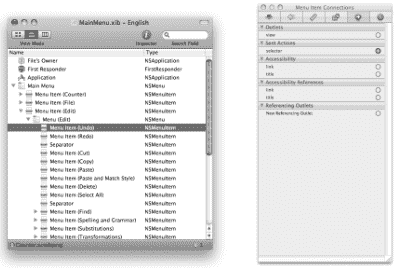 MainMenu.xib – English
View Mode
Inspector
Search Field
Name
Type
File's Owner
NSApplication
First Responder
FirstResponder
Application
NSApplication
Main Menu
NSMenu
Menu Item (Counter)
NSMenuItem
Menu Item (File)
NSMenuItem
Menu Item (Edit)
NSMenuItem
Menu (Edit)
NSMenu
Menu Item (Undo)
NSMenuItem
Menu Item (Redo)
NSMenuItem
Separator
NSMenuItem
Menu Item (Cut)
NSMenuItem
Menu Item (Copy)
NSMenuItem
Menu Item (Paste)
NSMenuItem
Menu Item (Paste and Match Style)
NSMenuItem
Menu Item (Delete)
NSMenuItem
Menu Item (Select All)
NSMenuItem
Separator
NSMenuItem
Menu Item (Find)
NSMenuItem
Menu Item (Spelling and Grammar)
NSMenuItem
Menu Item (Substitutions)
NSMenuItem
Menu Item (Transformations)
NSMenuItem
Counter.xcodeproj
Menu Item Connections
Outlets
view
Sent Actions
selector
Accessibility
link
title
Accessibility References
link
title
Referencing Outlets
New Referencing Outlet